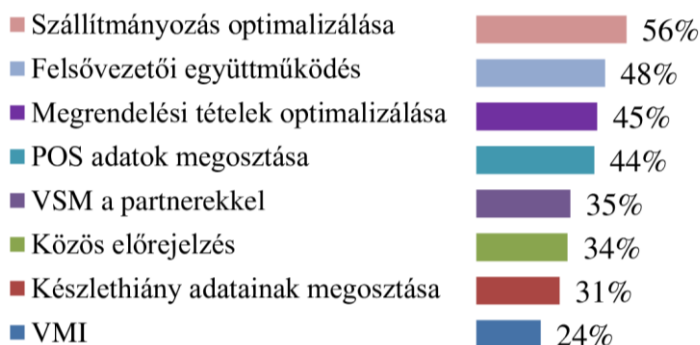 Szállítmányozás optimalizálása 56%
Felsővezetői együttműködés 48%
Megrendelési tételek optimalizálása 45%
POS adatok megosztása 44%
VSM a partnerekkel 35%
Közös előrejelzés 34%
Készlethiány adatainak megosztása 31%
VMI 24%